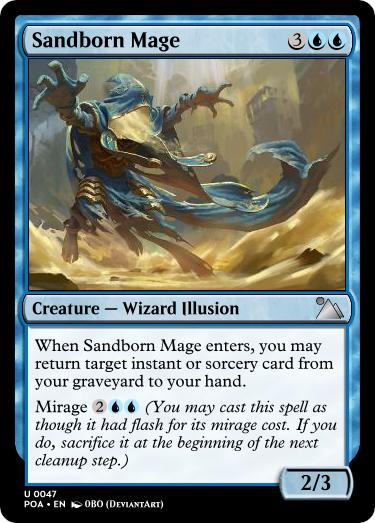 Sandborn Mage 3
Creature — Wizard Illusion
When Sandborn Mage enters, you may
return target instant or sorcery card from
your graveyard to your hand.
Mirage 2 (You may cast this spell as
though it had flash for its mirage cost. If you
do, sacrifice it at the beginning of the next
cleanup step.)
2/3
U 0047
POA • EN OBO (DeviantArt)